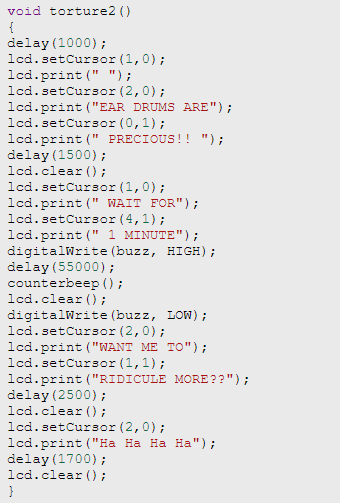 void torture2()
{
delay(1000);
lcd.setCursor(1,0);
lcd.print(" ");
lcd.setCursor(2,0);
lcd.print("EAR DRUMS ARE");
lcd.setCursor(0,1);
lcd.print(" PRECIOUS!! ");
delay(1500);
lcd.clear();
lcd.setCursor(1,0);
lcd.print(" WAIT FOR");
lcd.setCursor(4,1);
lcd.print(" 1 MINUTE");
digitalWrite(buzz, HIGH);
delay(55000);
counterbeep();
lcd.clear();
digitalWrite(buzz, LOW);
lcd.setCursor(2,0);
lcd.print("WANT ME TO");
lcd.setCursor(1,1);
lcd.print("RIDICULE MORE??");
delay(2500);
lcd.clear();
lcd.setCursor(2,0);
lcd.print("Ha Ha Ha Ha");
delay(1700);
lcd.clear();
}